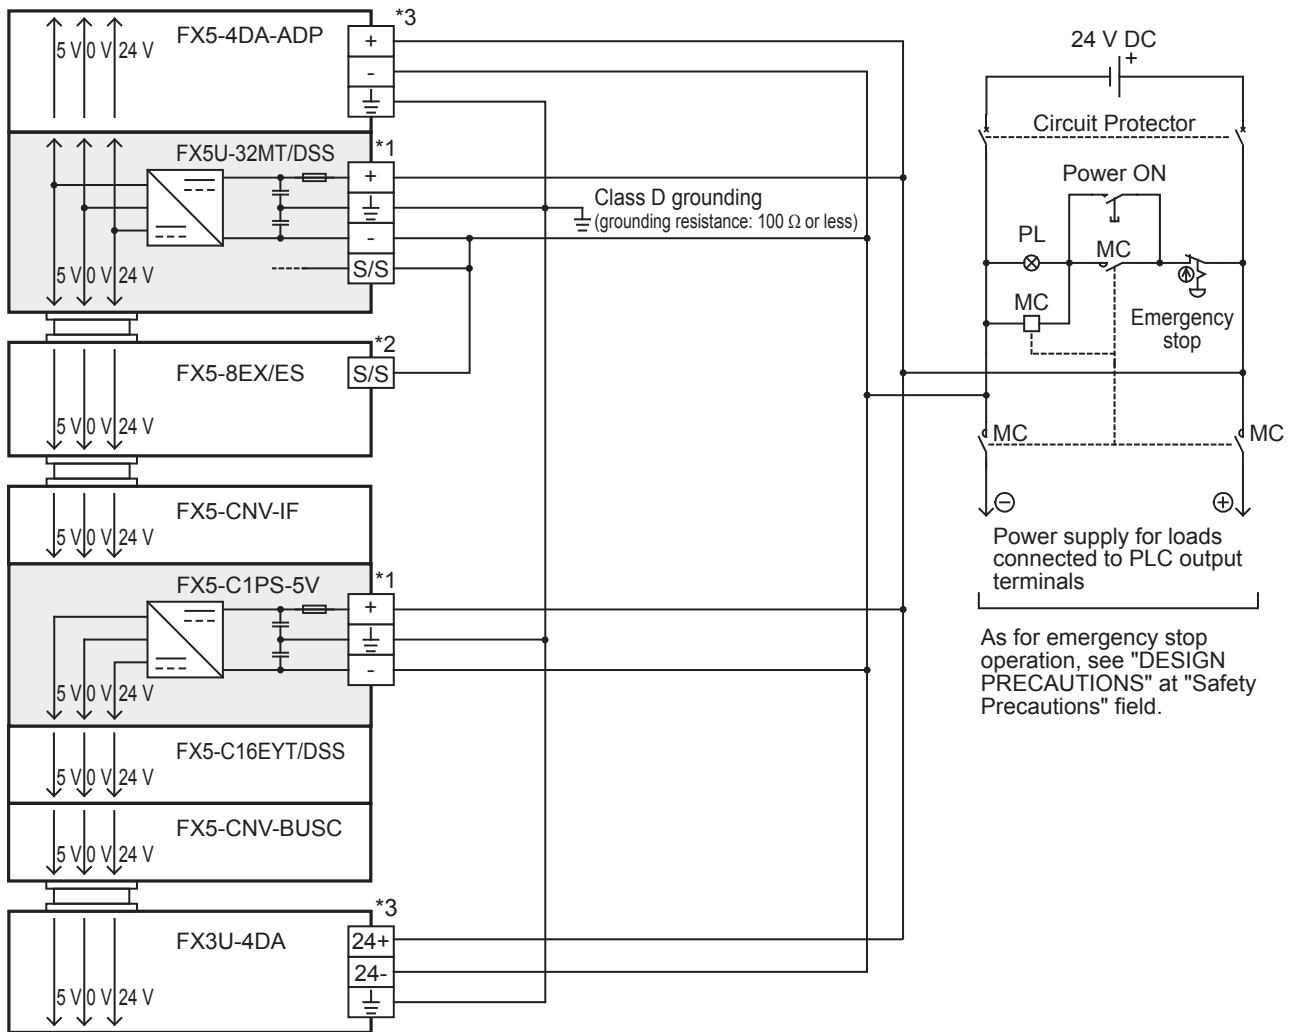 *3
FX5-4DA-ADP
+
-
5 V 0 V 24 V
FX5U-32MT/DSS
*1
+
-
S/S
5 V 0 V 24 V
Class D grounding
(grounding resistance: 100 Ω or less)
*2
FX5-8EX/ES
S/S
5 V 0 V 24 V
FX5-CNV-IF
5 V 0 V 24 V
FX5-C1PS-5V
*1
+
-
5 V 0 V 24 V
FX5-C16EYT/DSS
5 V 0 V 24 V
FX5-CNV-BUSC
5 V 0 V 24 V
*3
FX3U-4DA
24+
24-
5 V 0 V 24 V
24 V DC
+
Circuit Protector
Power ON
PL
MC
MC
Emergency
stop
MC
MC
⊖
⊕
Power supply for loads
connected to PLC output
terminals
As for emergency stop
operation, see "DESIGN
PRECAUTIONS" at "Safety
Precautions" field.